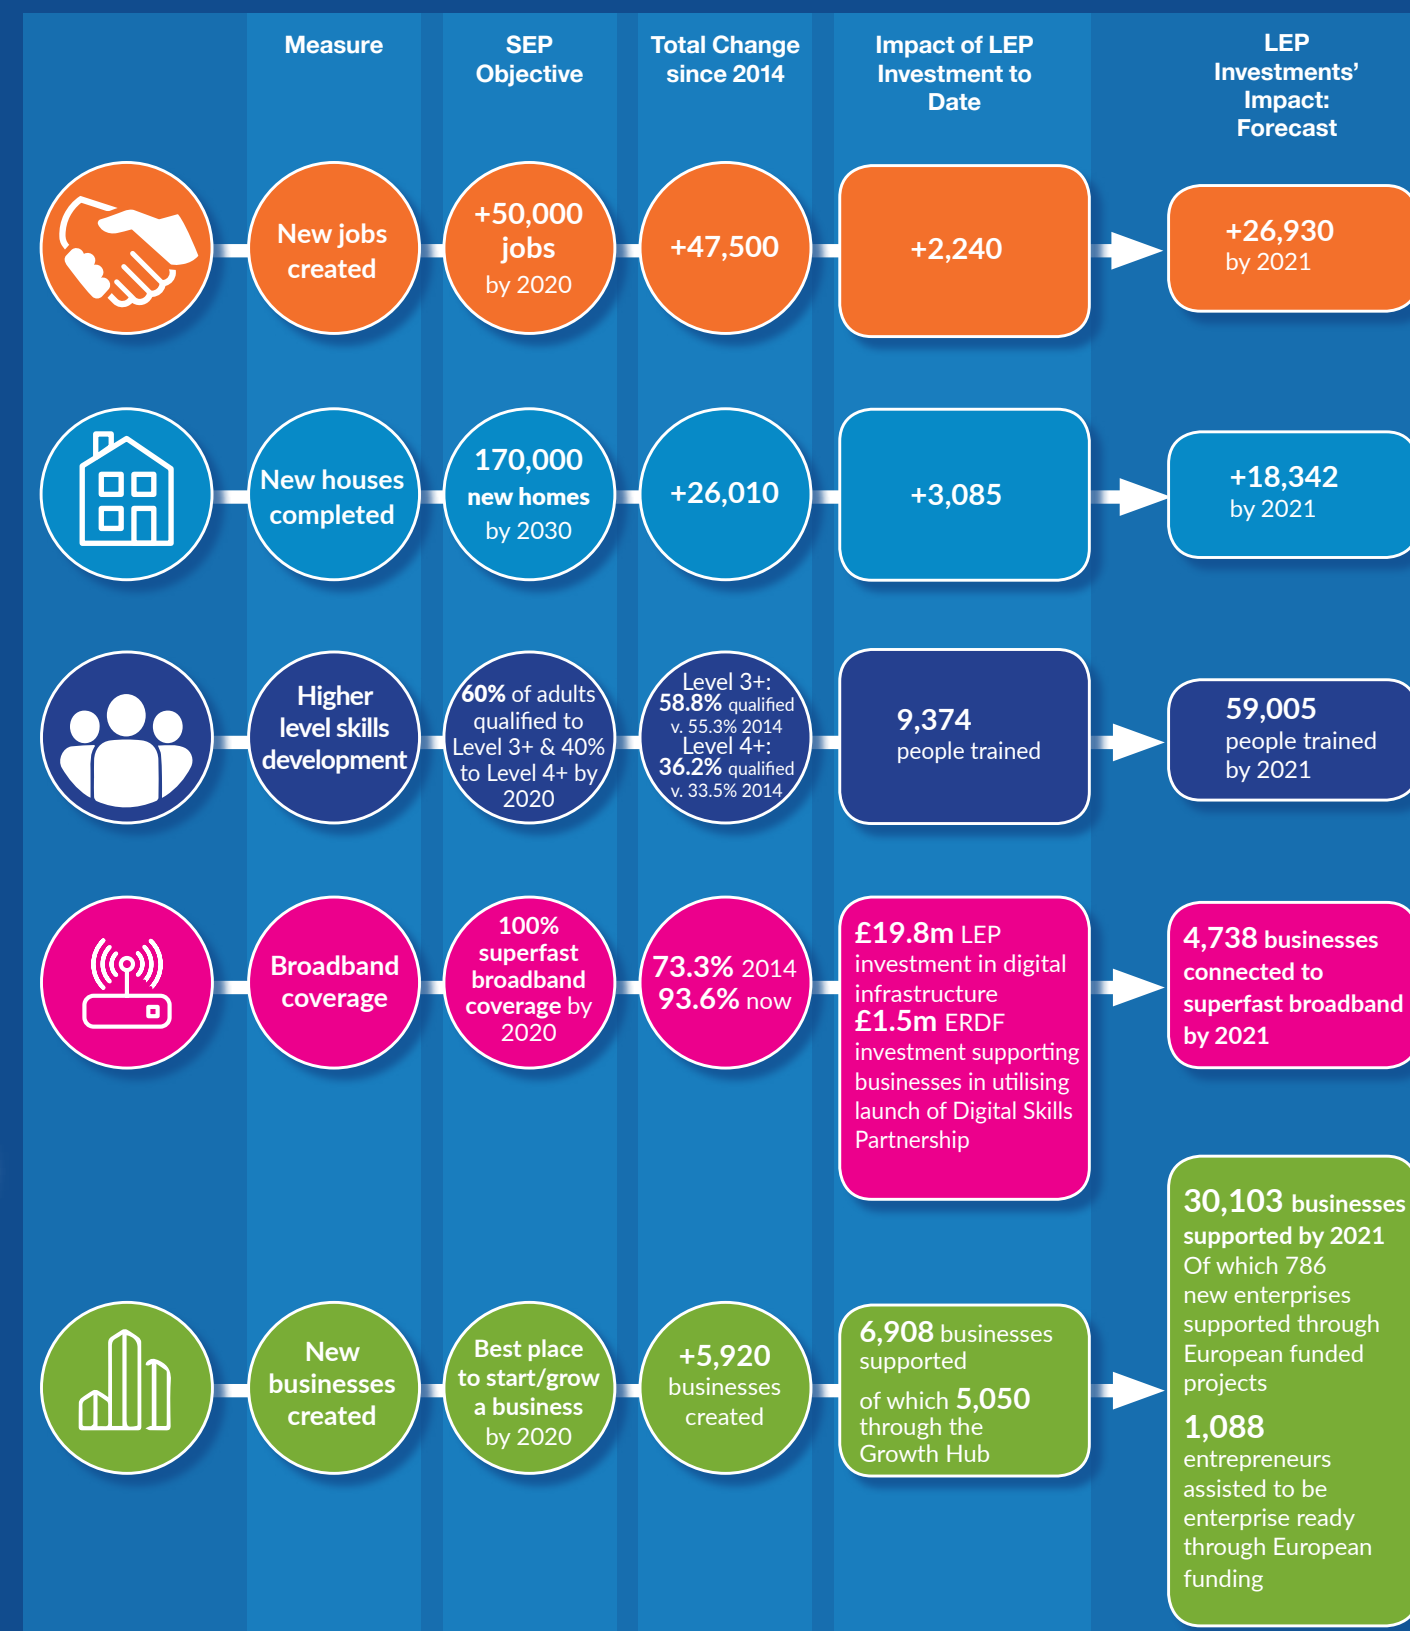 Measure
SEP
Objective
Total Change
since 2014
Impact of LEP
Investment to
Date
LEP
Investments'
Impact:
Forecast
New jobs
created
+50,000
jobs
by 2020
+47,500
+2,240
+26,930
by 2021
New houses
completed
170,000
new homes
by 2030
+26,010
+3,085
+18,342
by 2021
Higher
level skills
development
60% of adults
qualified to
Level 3+ & 40%
to Level 4+ by
2020
Level 3+:
58.8% qualified
v. 55.3% 2014
Level 4+:
36.2% qualified
v. 33.5% 2014
9,374
people trained
59,005
people trained
by 2021
Broadband
coverage
100%
superfast
broadband
coverage by
2020
73.3% 2014
93.6% now
£19.8m LEP
investment in digital
infrastructure
£1.5m ERDF
investment supporting
businesses in utilising
launch of Digital Skills
Partnership
4,738 businesses
connected to
superfast broadband
by 2021
New
businesses
created
Best place
to start/grow
a business
by 2020
+5,920
businesses
created
6,908 businesses
supported
of which 5,050
through the
Growth Hub
30,103 businesses
supported by 2021
Of which 786
new enterprises
supported through
European funded
projects
1,088
entrepreneurs
assisted to be
enterprise ready
through European
funding